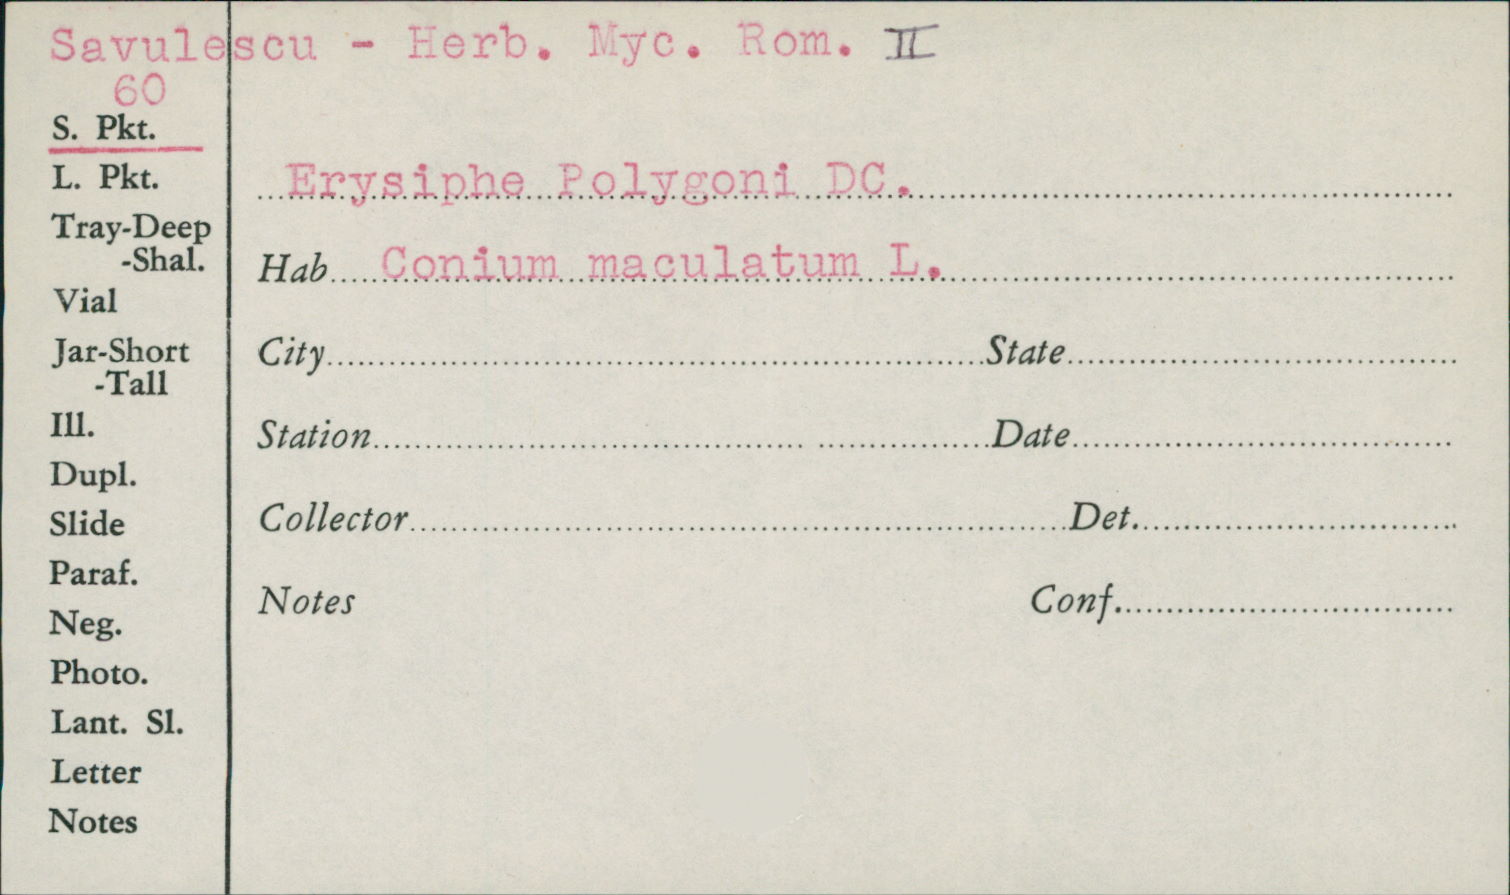 Savulescu - Herb. Myc. Rom. II
60
S. Pkt.
L. Pkt.
Erysiphe Polygoni DC.
Tray-Deep
-Shal.
Hab. Conium maculatum L.
Vial
Jar-Short
-Tall
City State
Ill.
Station Date
Dupl.
Slide
Collector Det.
Paraf.
Neg.
Notes Conf.
Photo.
Lant. Sl.
Letter
Notes